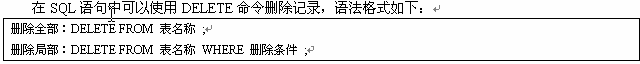 在 SQL 语句中可以使用 DELETE 命令删除记录，语法格式如下：
删除全部：DELETE FROM 表名称 ;
删除局部：DELETE FROM 表名称 WHERE 删除条件 ;